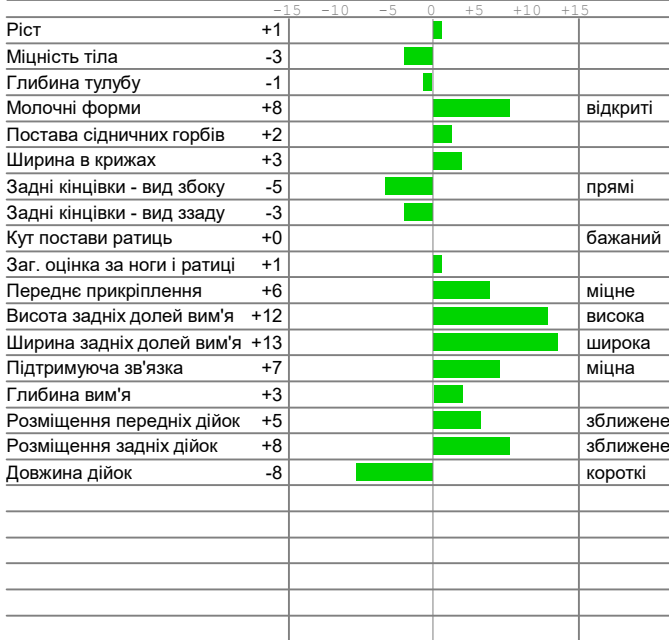 -15 -10 -5 0 +5 +10 +15
Ріст +1
Міцність тіла -3
Глибина тулубу -1
Молочні форми +8 відкриті
Постава сідничних горбів +2
Ширина в крижах +3
Задні кінцівки - вид збоку -5 прямі
Задні кінцівки - вид ззаду -3
Кут постави ратиць +0 бажаний
Заг. оцінка за ноги і ратиці +1
Переднє прикріплення +6 міцне
Висота задніх долей вим'я +12 висока
Ширина задніх долей вим'я +13 широка
Підтримуюча зв'язка +7 міцна
Глибина вим'я +3
Розміщення передніх дійок +5 зближене
Розміщення задніх дійок +8 зближене
Довжина дійок -8 короткі